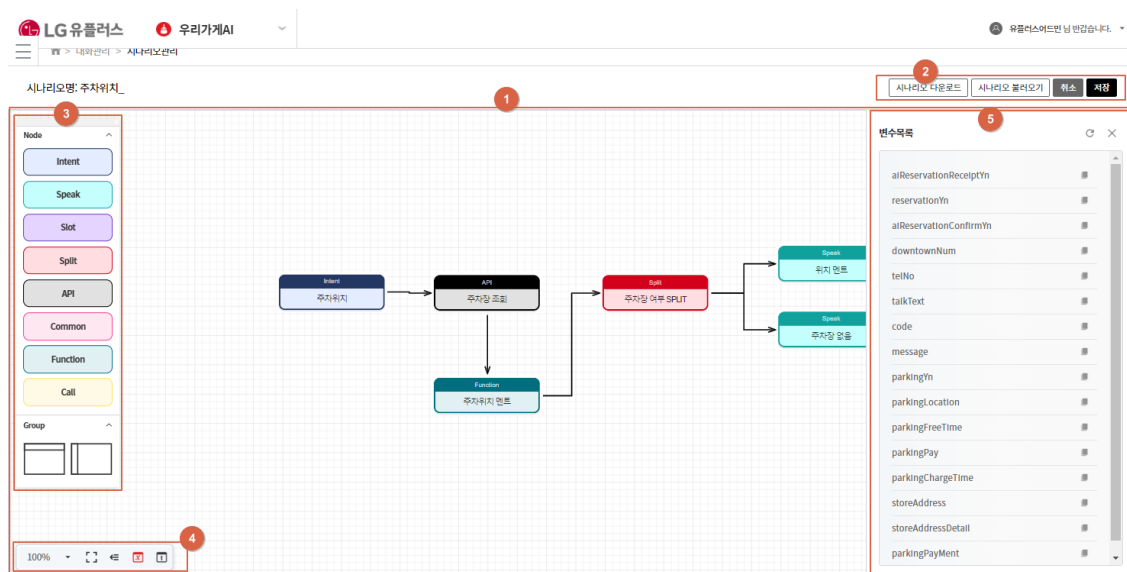 LG 유플러스
우리가게AI
유플러스어드민 님 반갑습니다.
> 대화관리 > 시나리오관리
시나리오명: 주차위치_
1
2
시나리오 다운로드
시나리오 불러오기
취소
저장
3
Node
Intent
Speak
Slot
Split
API
Common
Function
Call
Group
Intent
주차위치
API
주차장 조회
Function
주차위치 멘트
Split
주차장 여부 SPLIT
Speak
위치 멘트
Speak
주차장 없음
4
100%
5
변수목록
aiReservationReceiptYn
reservationYn
aiReservationConfirmYn
downtownNum
telNo
talkText
code
message
parkingYn
parkingLocation
parkingFreeTime
parkingPay
parkingChargeTime
storeAddress
storeAddressDetail
parkingPayMent